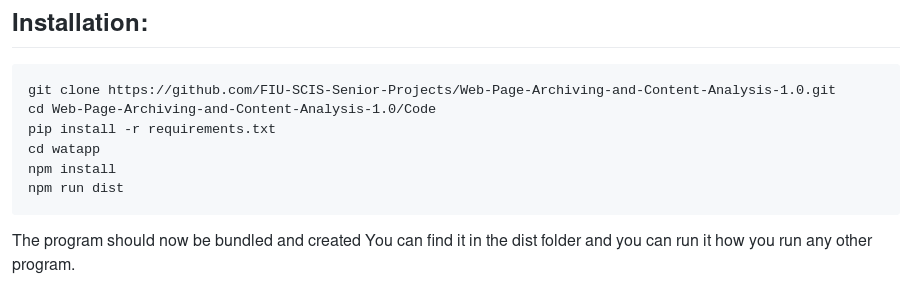 Installation:
git clone https://github.com/FIU-SCIS-Senior-Projects/Web-Page-Archiving-and-Content-Analysis-1.0.git
cd Web-Page-Archiving-and-Content-Analysis-1.0/Code
pip install -r requirements.txt
cd watapp
npm install
npm run dist
The program should now be bundled and created You can find it in the dist folder and you can run it how you run any other
program.